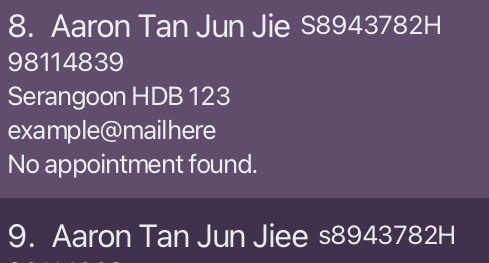 8. Aaron Tan Jun Jie S8943782H
98114839
Serangoon HDB 123
example@mailhere
No appointment found.
9. Aaron Tan Jun Jiee s8943782H